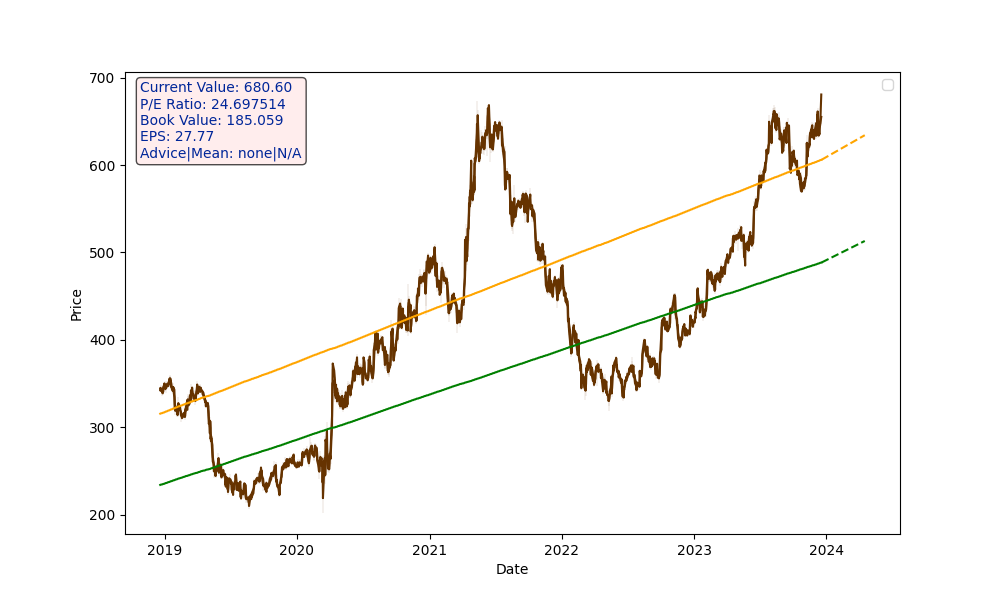 Current Value: 680.60
P/E Ratio: 24.697514
Book Value: 185.059
EPS: 27.77
Advice|Mean: none|N/A
700
600
500
400
300
200
Price
2019 2020 2021 2022 2023 2024
Date